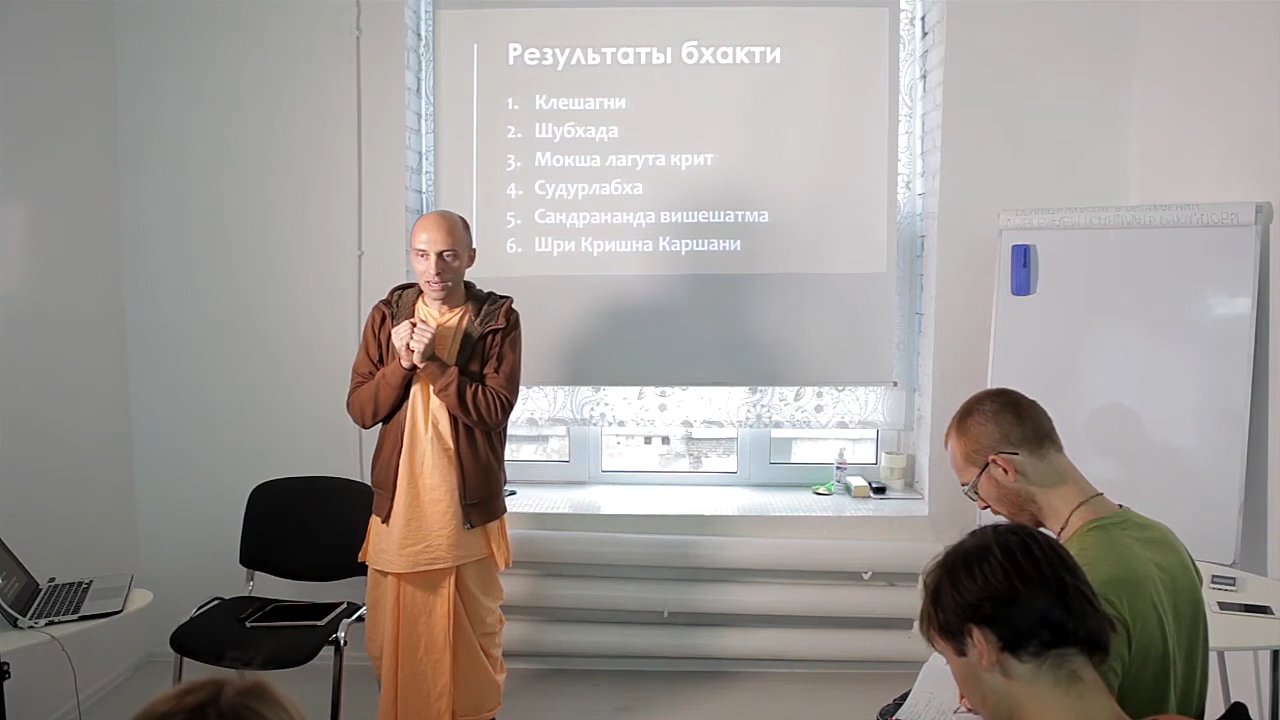 Результаты бхакти
1. Клешагни
2. Шубхада
3. Мокша лагута крит
4. Судурлабха
5. Сандрананда вишешатма
6. Шри Кришна Каршани